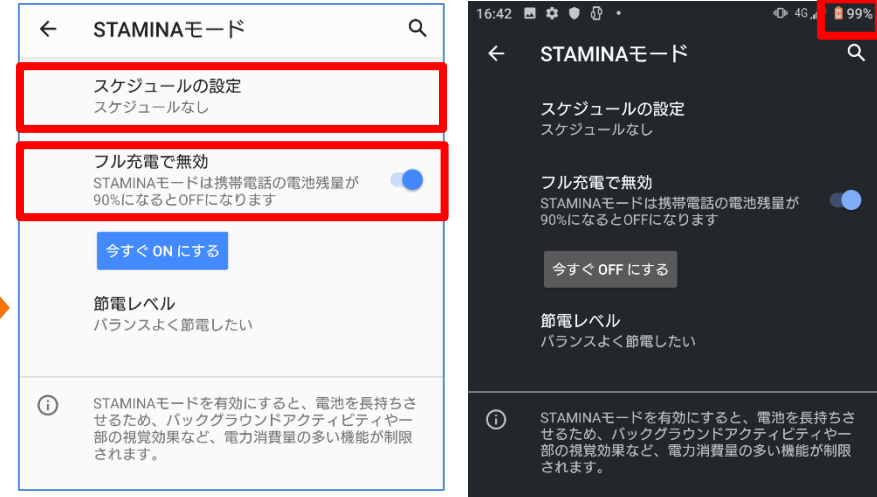 STAMINAモード
スケジュールの設定
スケジュールなし
フル充電で無効
STAMINAモードは携帯電話の電池残量が
90%になるとOFFになります
今すぐ ON にする
節電レベル
バランスよく節電したい
STAMINAモードを有効にすると、電池を長持ちさ
せるため、バックグラウンドアクティビティや一
部の視覚効果など、電力消費量の多い機能が制限
されます。
16:42 4G 99%
STAMINAモード
スケジュールの設定
スケジュールなし
フル充電で無効
STAMINAモードは携帯電話の電池残量が
90%になるとOFFになります
今すぐ OFF にする
節電レベル
バランスよく節電したい
STAMINAモードを有効にすると、電池を長持ちさ
せるため、バックグラウンドアクティビティや一
部の視覚効果など、電力消費量の多い機能が制限
されます。